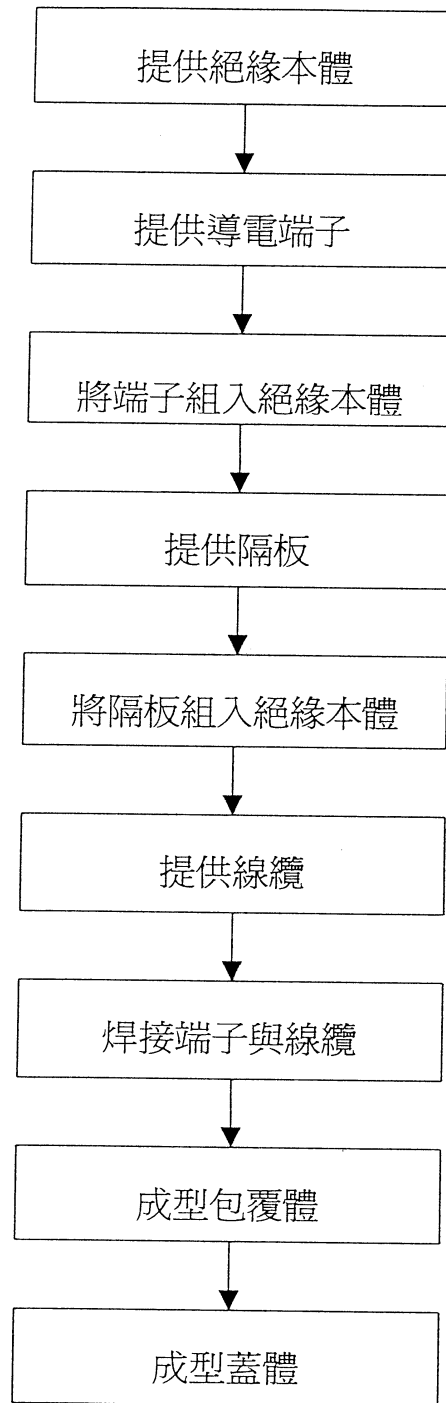 提供絕緣本體
提供導電端子
將端子組入絕緣本體
提供隔板
將隔板組入絕緣本體
提供線纜
焊接端子與線纜
成型包覆體
成型蓋體